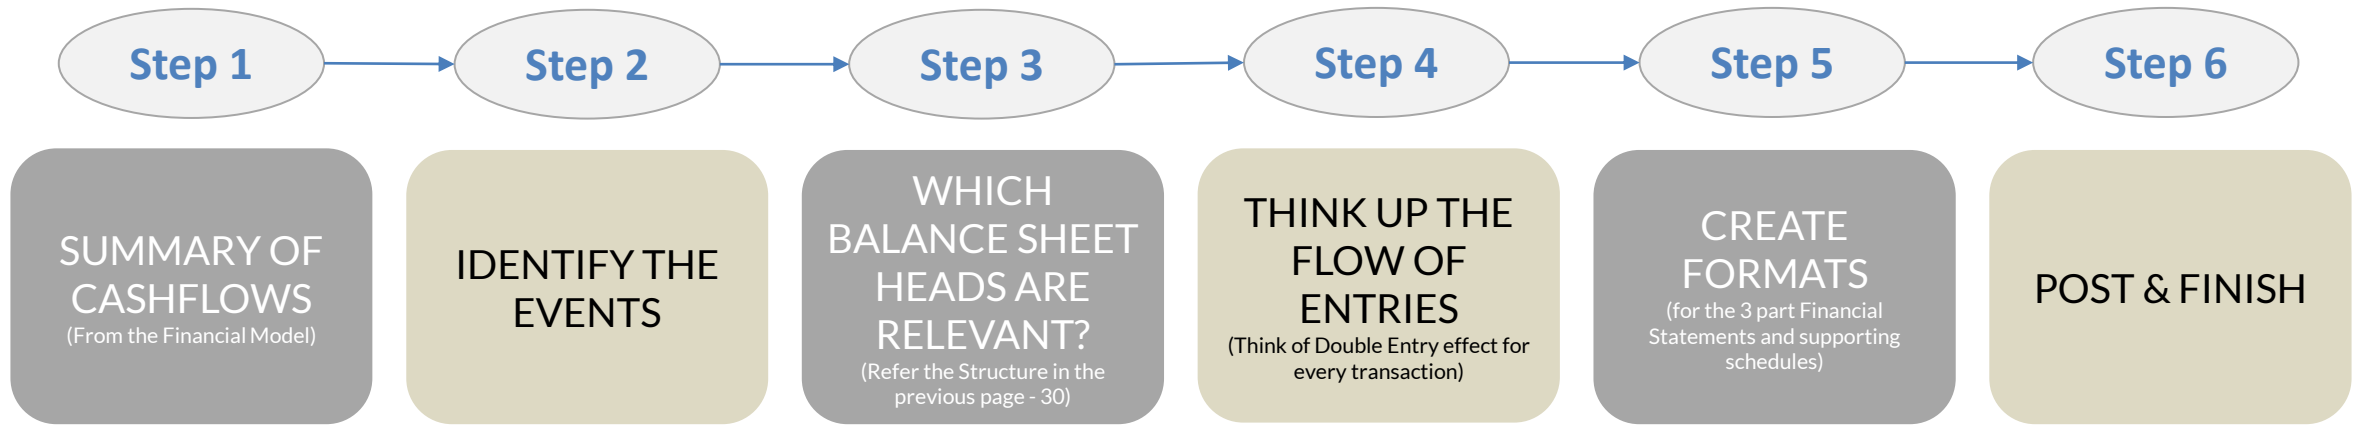 Step 1
Step 2
Step 3
Step 4
Step 5
Step 6
SUMMARY OF
CASHFLOWS
(From the Financial Model)
IDENTIFY THE
EVENTS
WHICH
BALANCE SHEET
HEADS ARE
RELEVANT?
(Refer the Structure in the
previous page - 30)
THINK UP THE
FLOW OF
ENTRIES
(Think of Double Entry effect for
every transaction)
CREATE
FORMATS
(for the 3 part Financial
Statements and supporting
schedules)
POST & FINISH